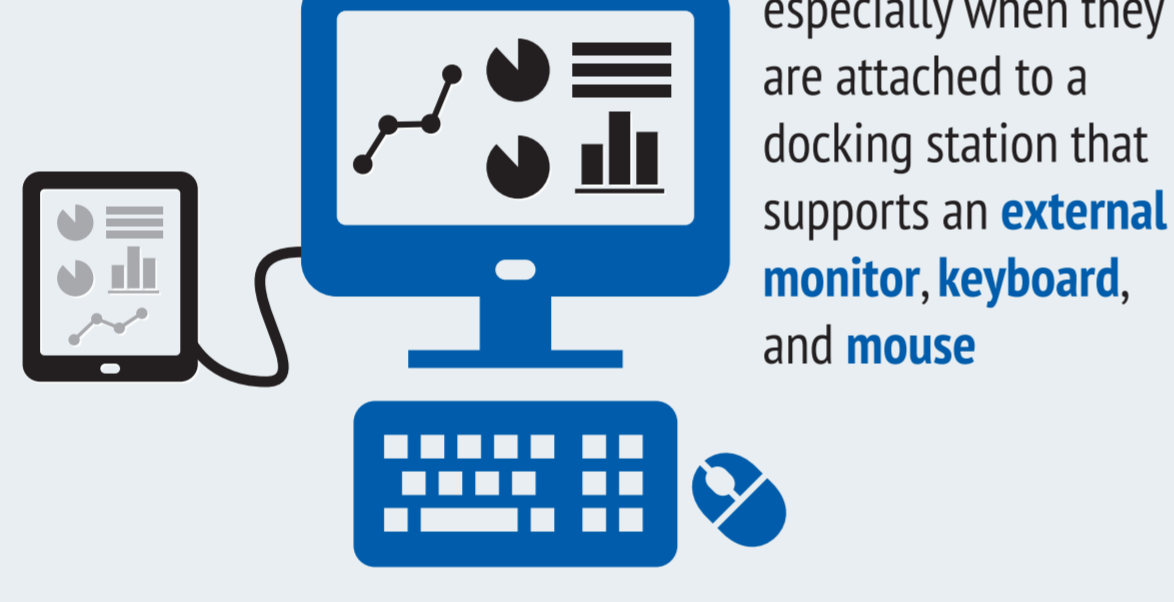 especially when they
are attached to a
docking station that
supports an external
monitor, keyboard,
and mouse